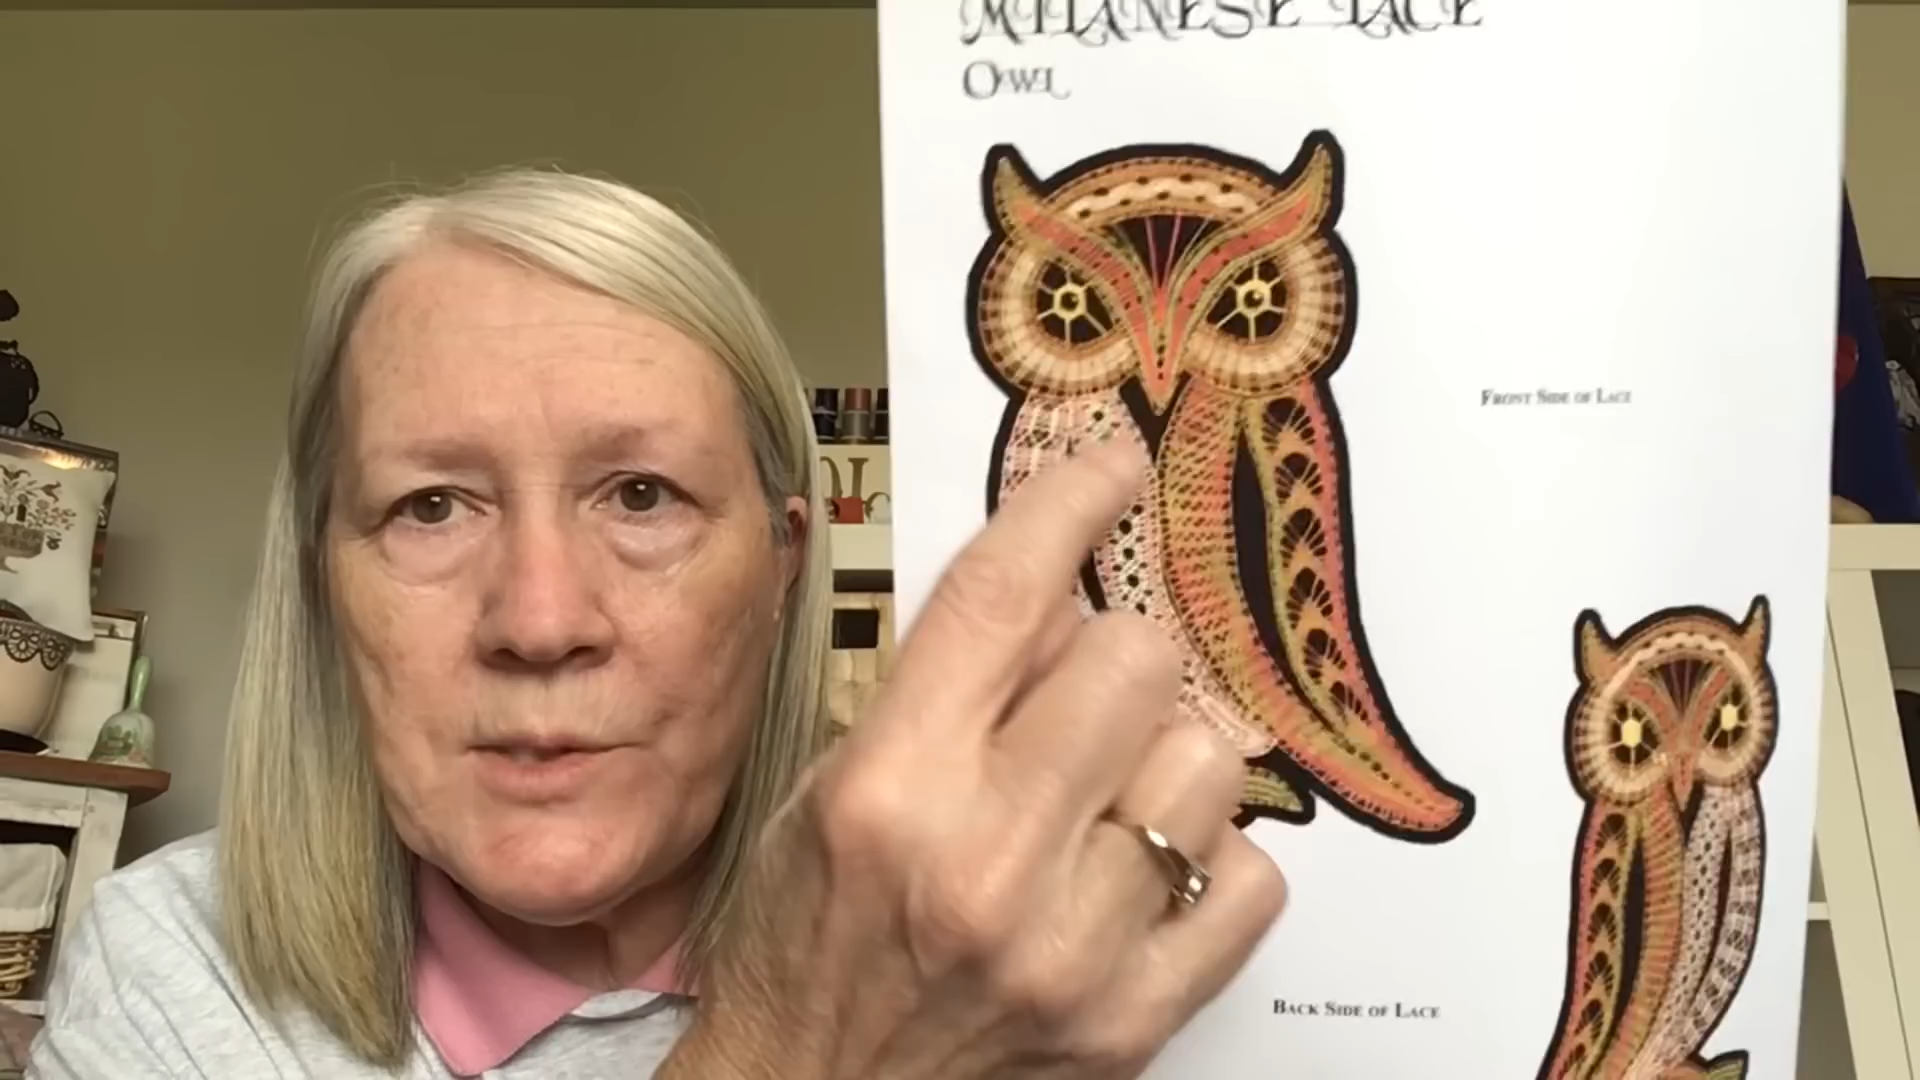 MILANESE LACE
OWL
FRONT SIDE OF LACE
BACK SIDE OF LACE